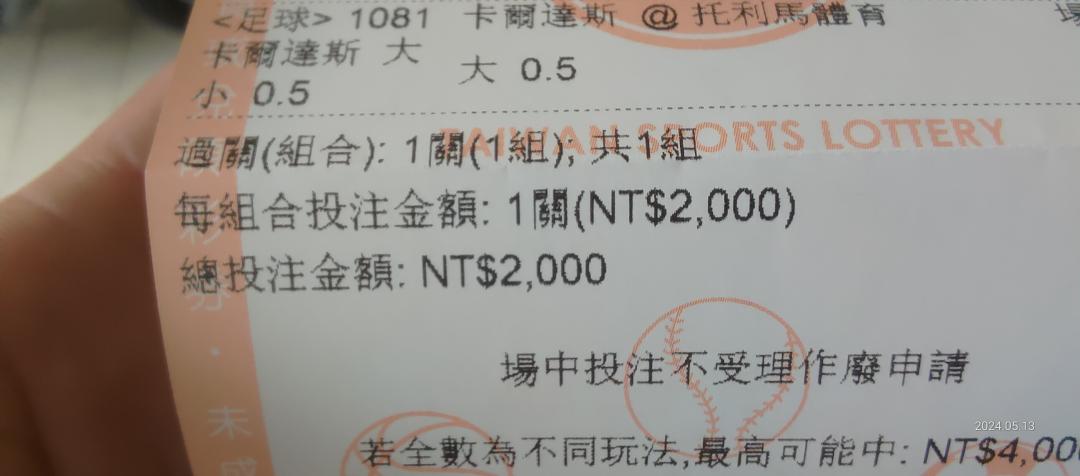 <足球> 1081 卡爾達斯 @ 托利馬體育
卡爾達斯 大
小 0.5
大 0.5
TAIWAN SPORTS LOTTERY
過關(組合): 1關(1組); 共1組
每組合投注金額: 1關(NT$2,000)
總投注金額: NT$2,000
場中投注不受理作廢申請
2024.05.13
若全數為不同玩法,最高可能中: NT$4,00
未